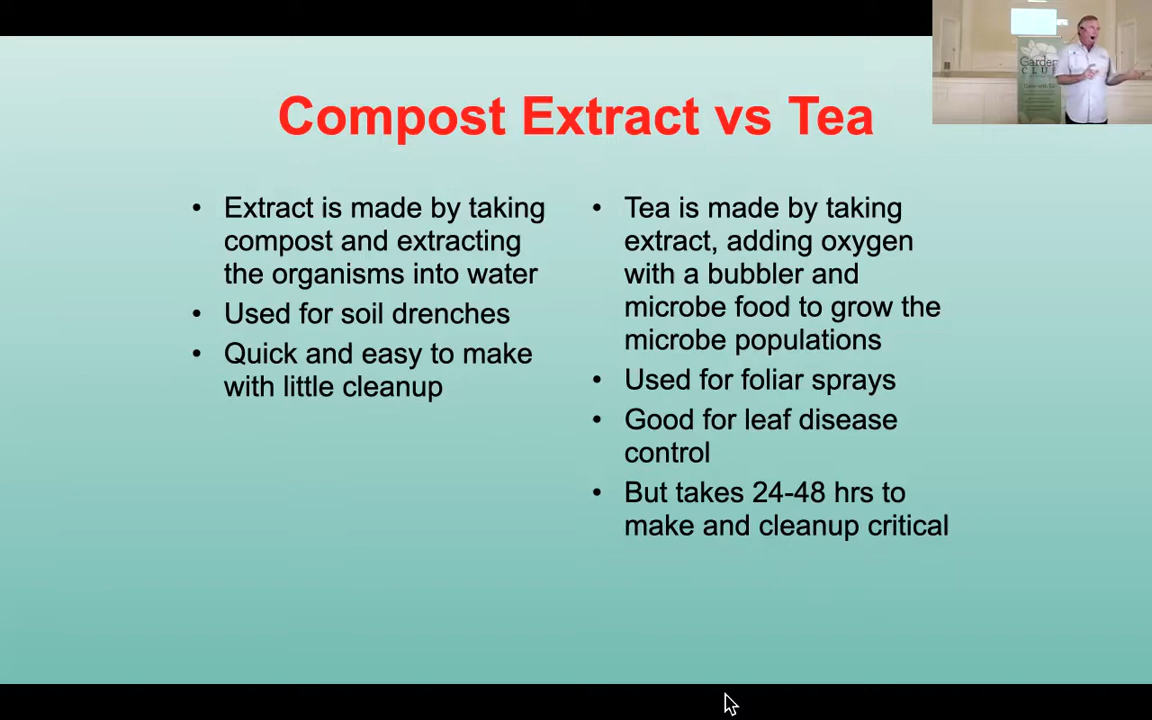 Compost Extract vs Tea
• Extract is made by taking
compost and extracting
the organisms into water
• Used for soil drenches
• Quick and easy to make
with little cleanup
• Tea is made by taking
extract, adding oxygen
with a bubbler and
microbe food to grow the
microbe populations
• Used for foliar sprays
• Good for leaf disease
control
• But takes 24-48 hrs to
make and cleanup critical
Garden
CLUB